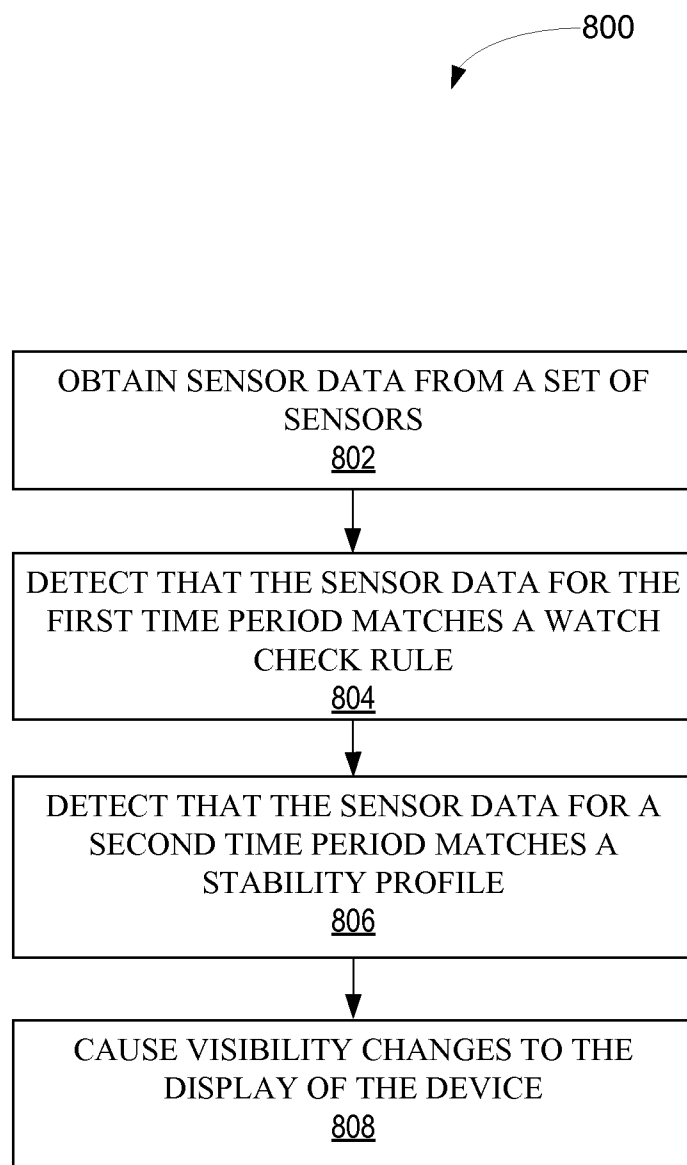 800
OBTAIN SENSOR DATA FROM A SET OF
SENSORS
802
DETECT THAT THE SENSOR DATA FOR THE
FIRST TIME PERIOD MATCHES A WATCH
CHECK RULE
804
DETECT THAT THE SENSOR DATA FOR A
SECOND TIME PERIOD MATCHES A
STABILITY PROFILE
806
CAUSE VISIBILITY CHANGES TO THE
DISPLAY OF THE DEVICE
808